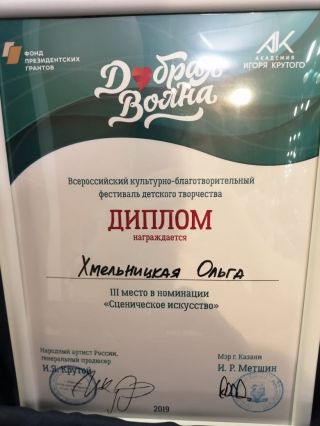 ФОНД
ПРЕЗИДЕНТСКИХ
ГРАНТОВ
АК
АКАДЕМИЯ
ИГОРЯ КРУТОГО
Добрая
Волна
Всероссийский культурно-благотворительный
фестиваль детского творчества
ДИПЛОМ
награждается
Хмельницкая Ольга
III место в номинации
«Сценическое искусство»
Народный артист России,
генеральный продюсер
И.Я. Крутой
Мэр г. Казани
И. Р. Метшин
2019